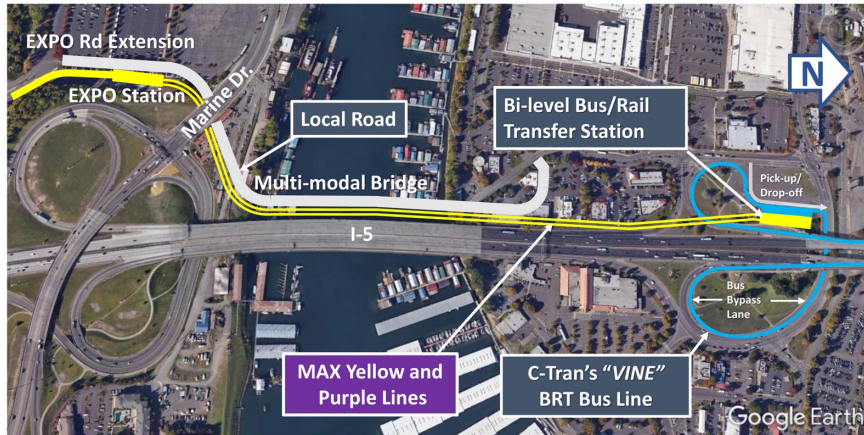 EXPO Rd Extension
EXPO Station
Marine Dr.
Local Road
Multi-modal Bridge
I-5
Bi-level Bus/Rail
Transfer Station
N
Pick-up/
Drop-off
Bus
Bypass
Lane
MAX Yellow and
Purple Lines
C-Tran's "VINE"
BRT Bus Line
Google Earth